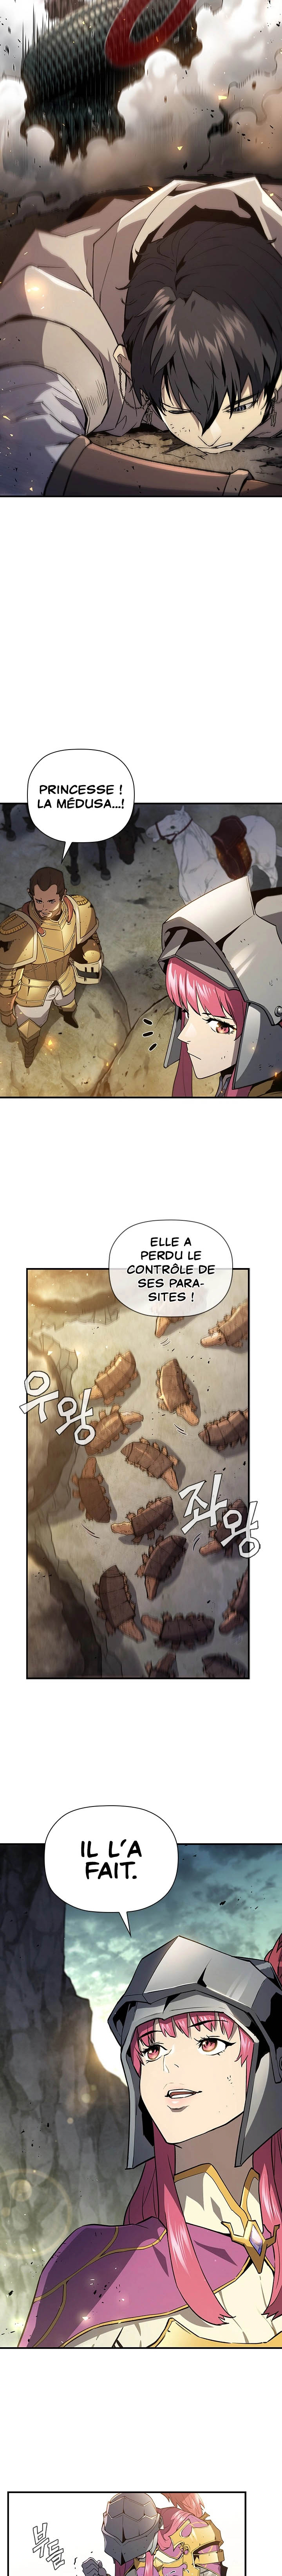 PRINCESSE !
LA MÉDUSA...!
ELLE A
PERDU LE
CONTRÔLE DE
SES PARA-
SITES !
우왕
좌왕
IL L'A
FAIT.
부들